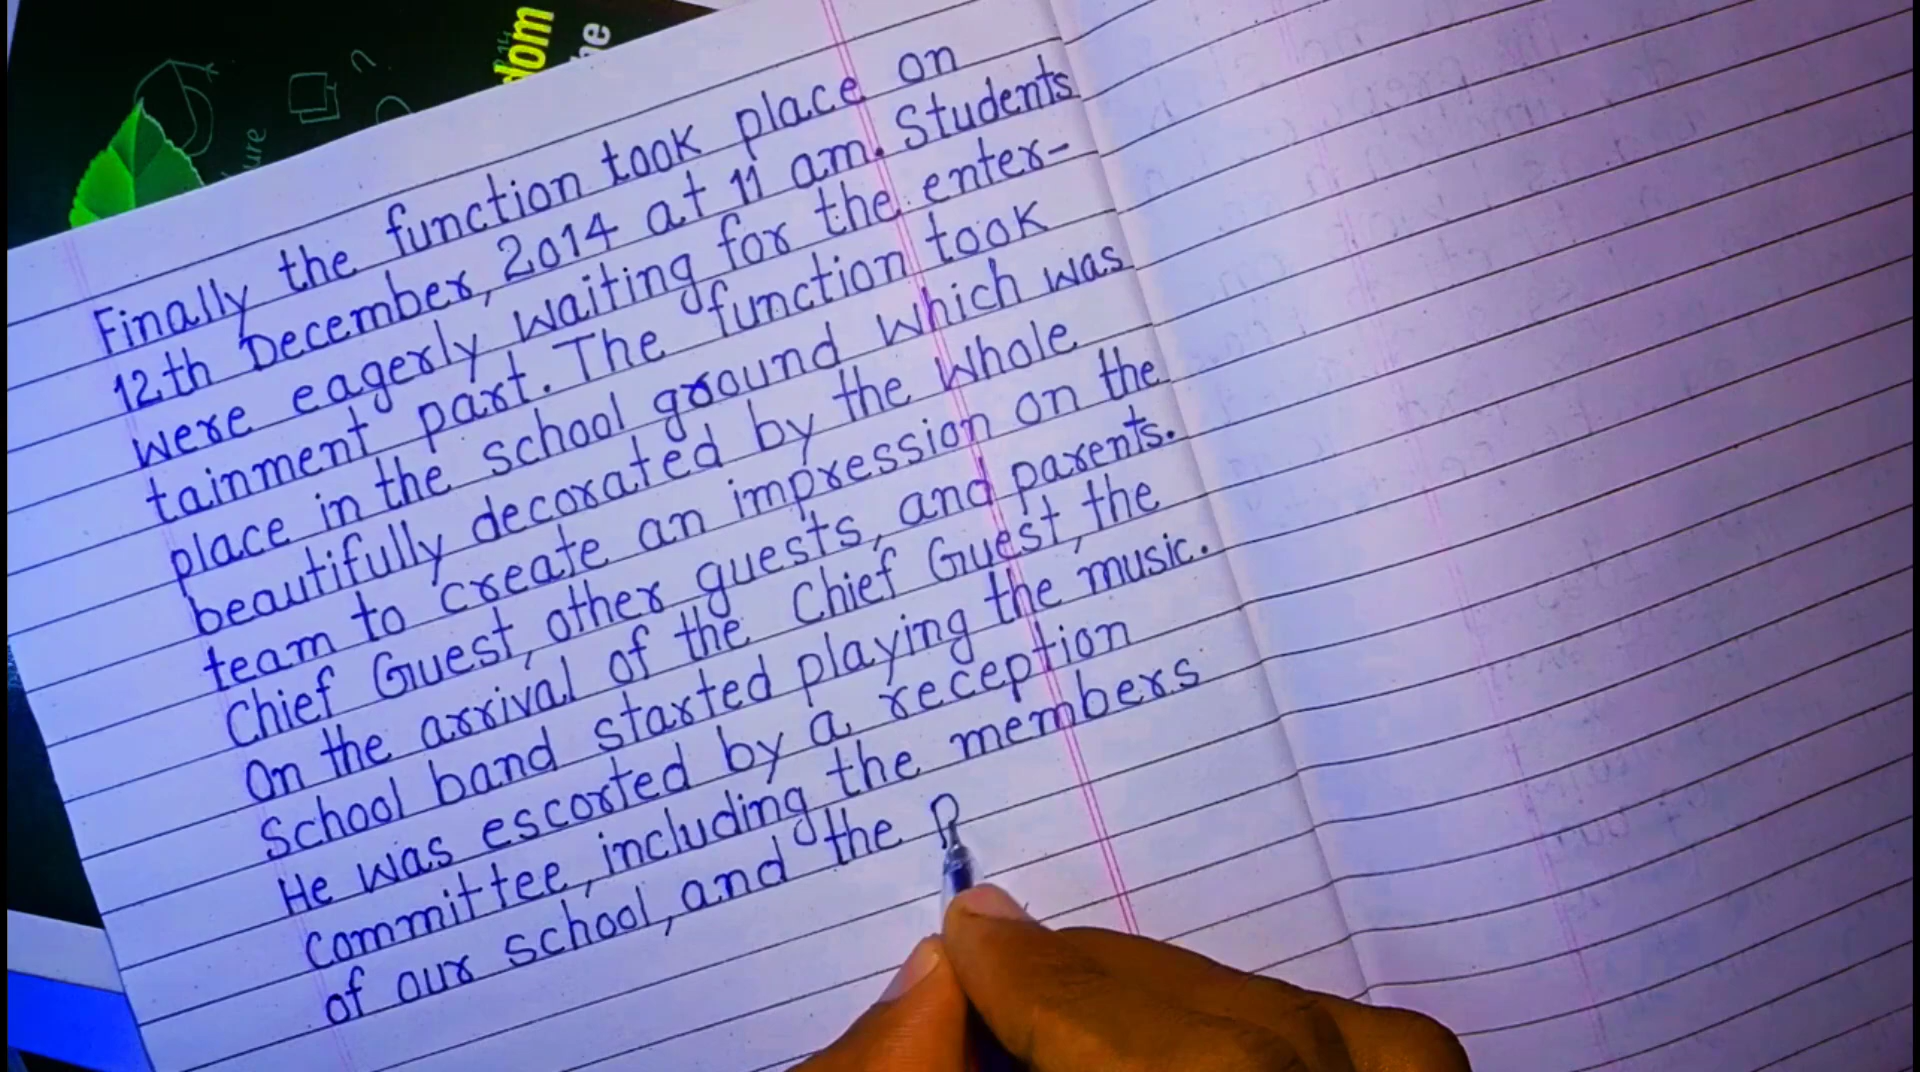 dom
ne
ure
Finally the function took place on
12th December, 2014 at 11 am. Students
were eagerly waiting for the enter-
tainment part. The function took
place in the school ground which was
beautifully decorated by the whole
team to create an impression on the
Chief Guest, other guests, and parents.
On the arrival of the Chief Guest, the
School band started playing the music.
He was escorted by a reception
Committee, including the members
of our school, and the P